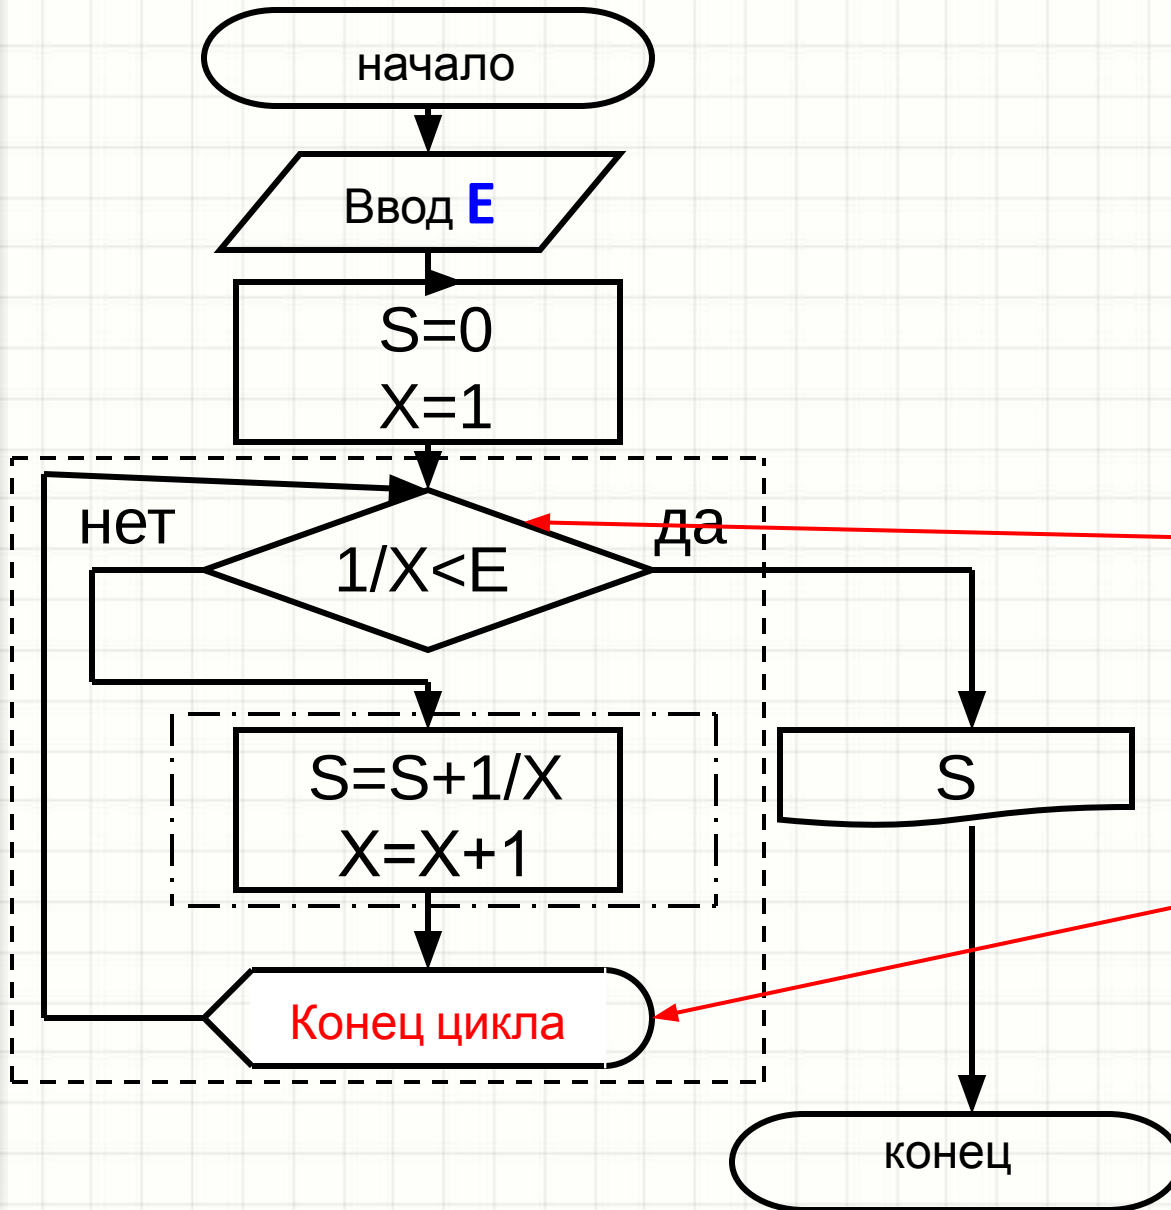 начало
Ввод E
S=0
X=1
нет
да
1/X<E
S=S+1/X
X=X+1
S
Конец цикла
конец